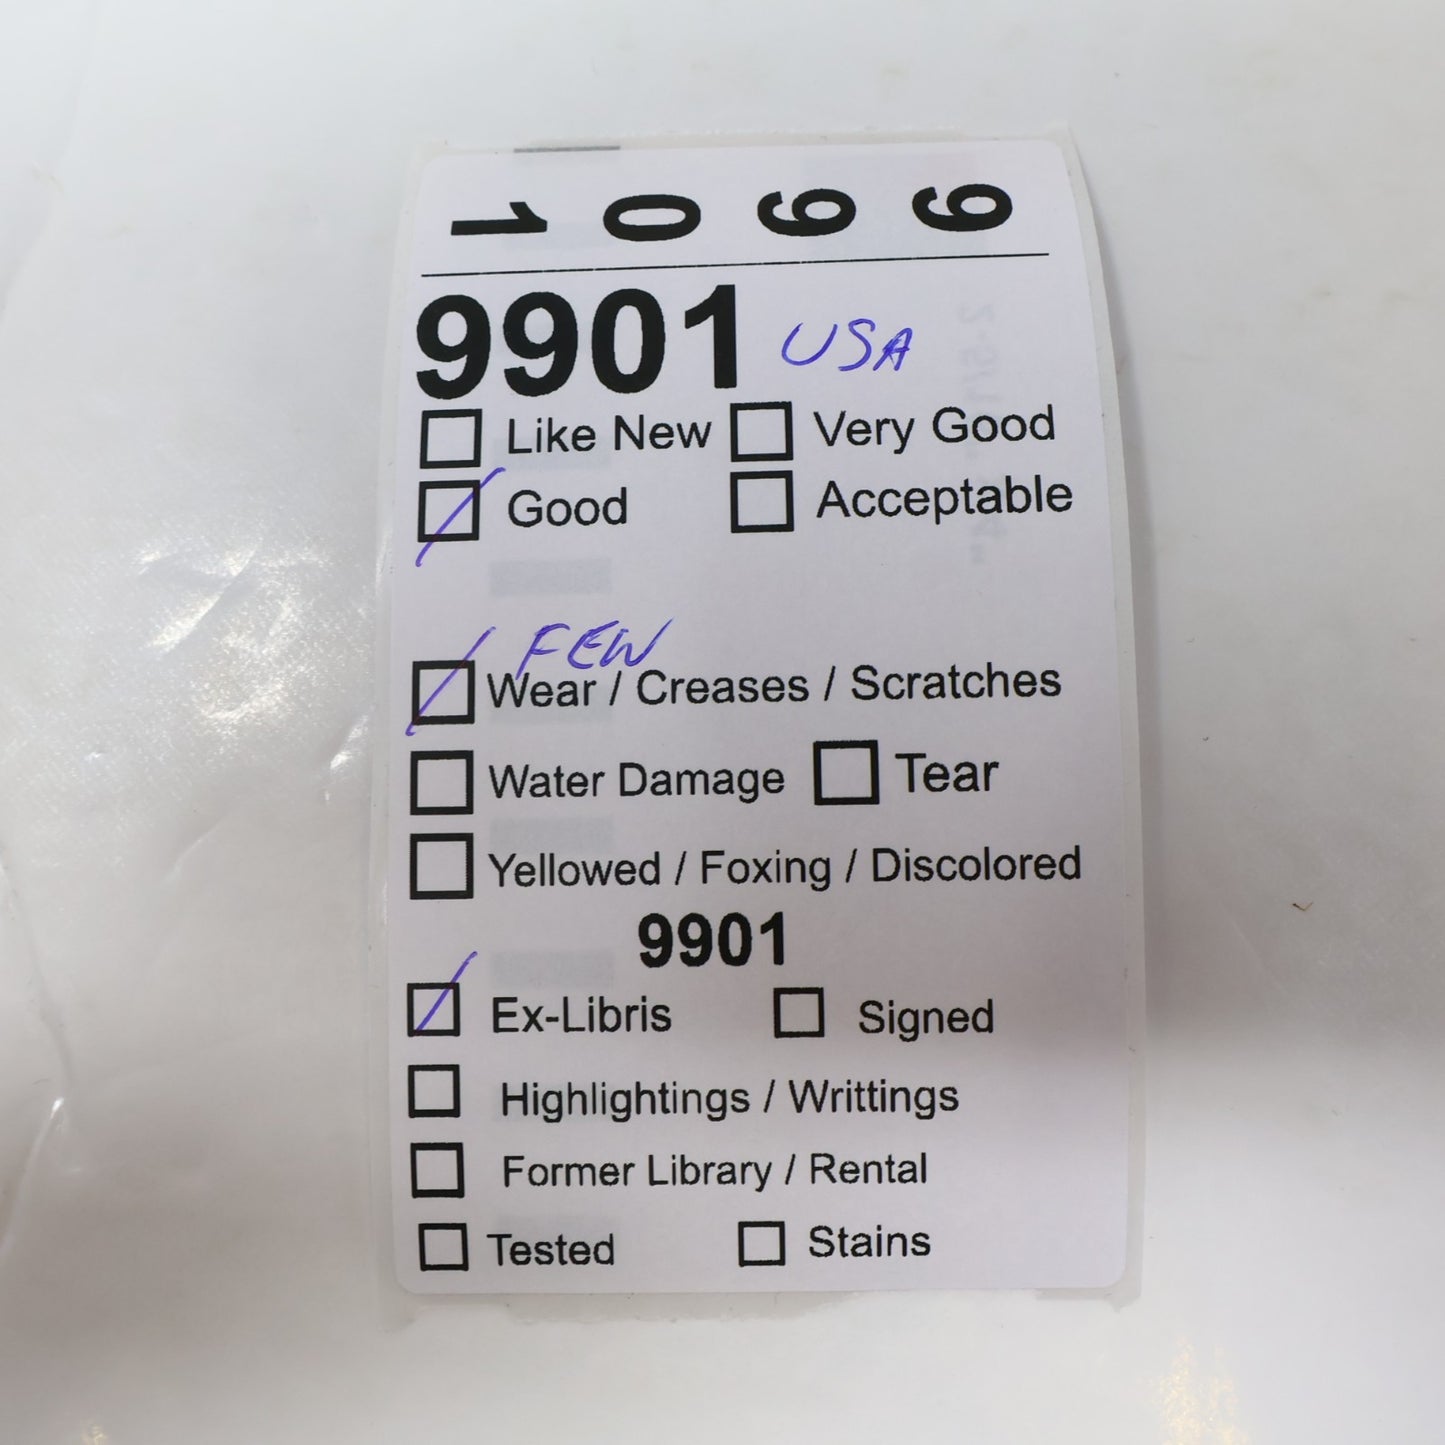 1 0 9 9
9901 USA
Like New Very Good
Good Acceptable
FEW
Wear / Creases / Scratches
Water Damage Tear
Yellowed / Foxing / Discolored
9901
Ex-Libris Signed
Highlightings / Writtings
Former Library / Rental
Tested Stains